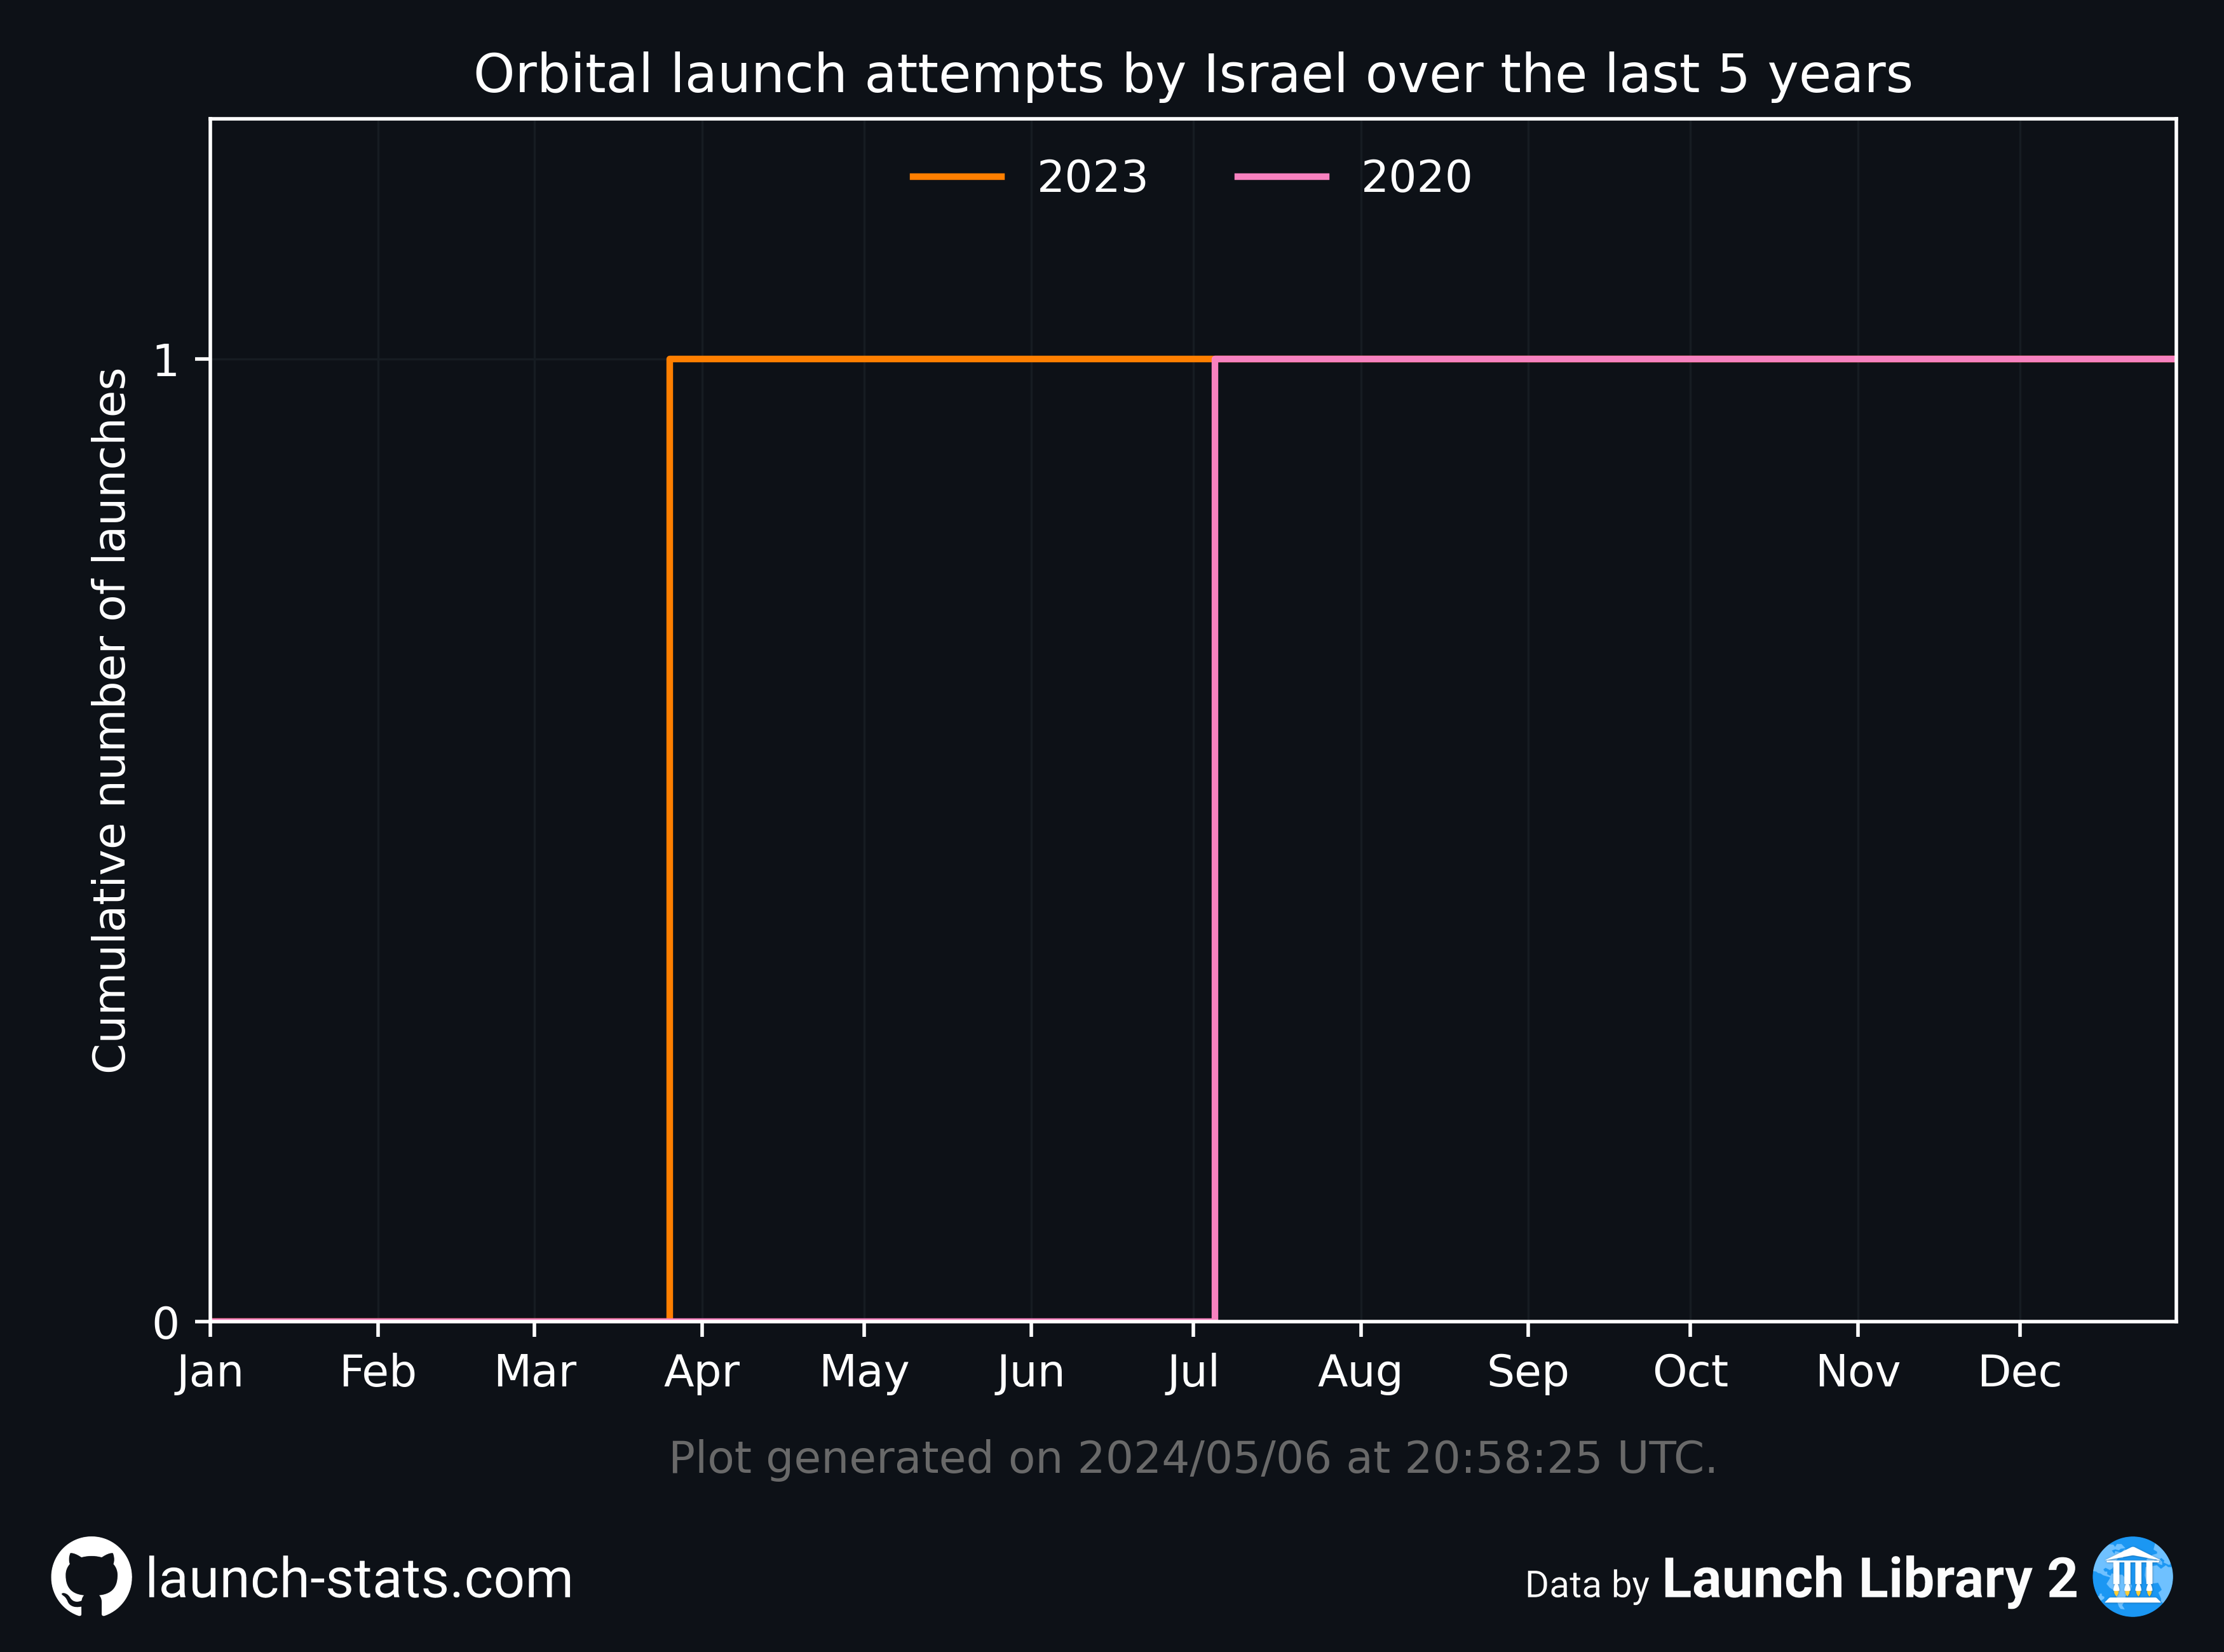 Orbital launch attempts by Israel over the last 5 years
2023 2020
Cumulative number of launches
1
0
Jan Feb Mar Apr May Jun Jul Aug Sep Oct Nov Dec
Plot generated on 2024/05/06 at 20:58:25 UTC.
launch-stats.com
Data by Launch Library 2